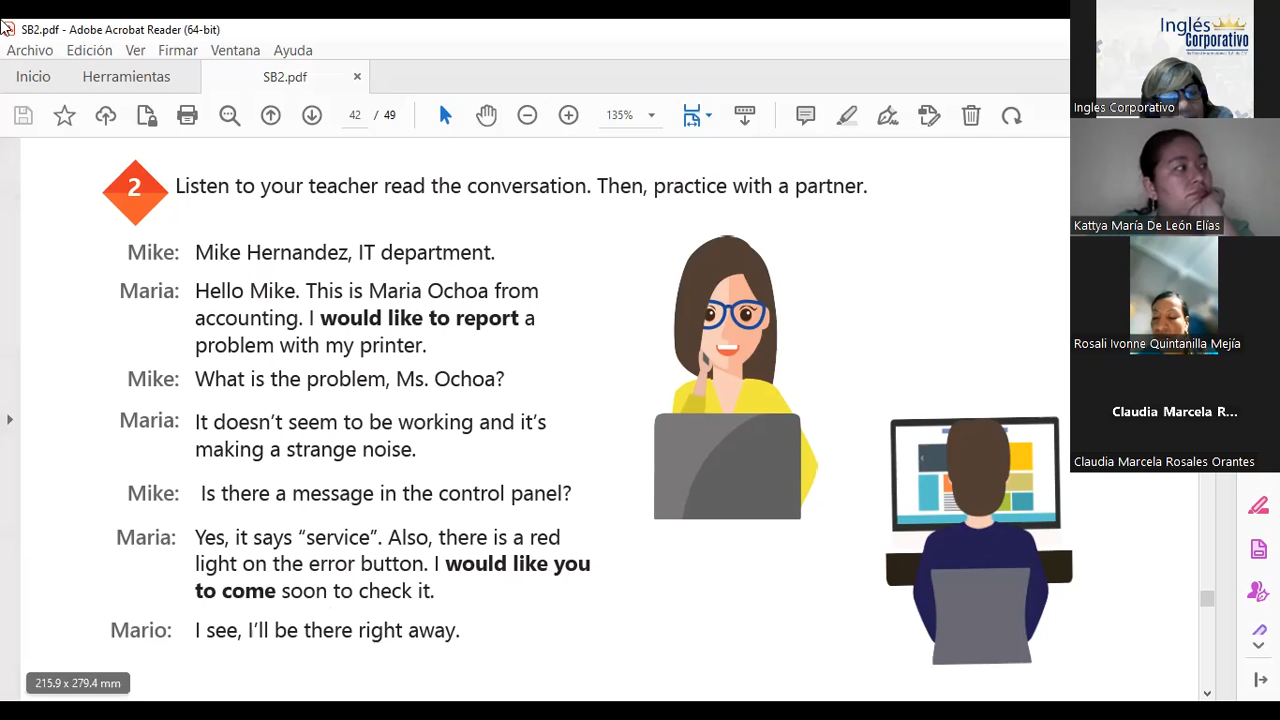 SB2.pdf - Adobe Acrobat Reader (64-bit)
Archivo Edición Ver Firmar Ventana Ayuda
Inicio Herramientas SB2.pdf ×
42 / 49 135%
2 Listen to your teacher read the conversation. Then, practice with a partner.
Mike: Mike Hernandez, IT department.
Maria: Hello Mike. This is Maria Ochoa from
accounting. I would like to report a
problem with my printer.
Mike: What is the problem, Ms. Ochoa?
Maria: It doesn't seem to be working and it's
making a strange noise.
Mike: Is there a message in the control panel?
Maria: Yes, it says “service”. Also, there is a red
light on the error button. I would like you
to come soon to check it.
Mario: I see, I'll be there right away.
215.9 x 279.4 mm
Inglés
Corporativo
Ingles Corporativo
Kattya María De León Elías
Rosali Ivonne Quintanilla Mejía
Claudia Marcela R...
Claudia Marcela Rosales Orantes